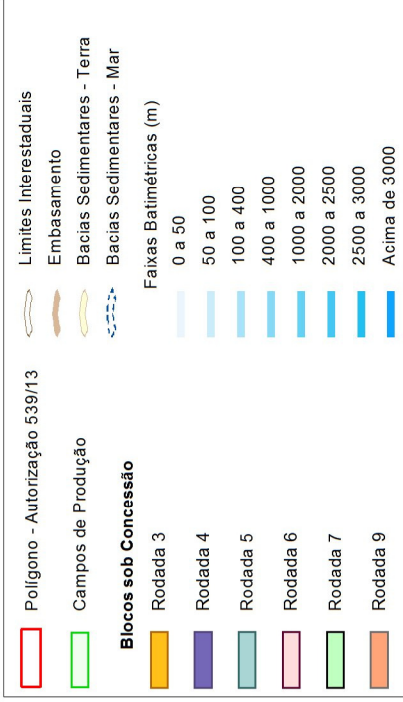 Polígono - Autorização 539/13
Campos de Produção
Blocos sob Concessão
Rodada 3
Rodada 4
Rodada 5
Rodada 6
Rodada 7
Rodada 9
Limites Interestaduais
Embasamento
Bacias Sedimentares - Terra
Bacias Sedimentares - Mar
Faixas Batimétricas (m)
0 a 50
50 a 100
100 a 400
400 a 1000
1000 a 2000
2000 a 2500
2500 a 3000
Acima de 3000